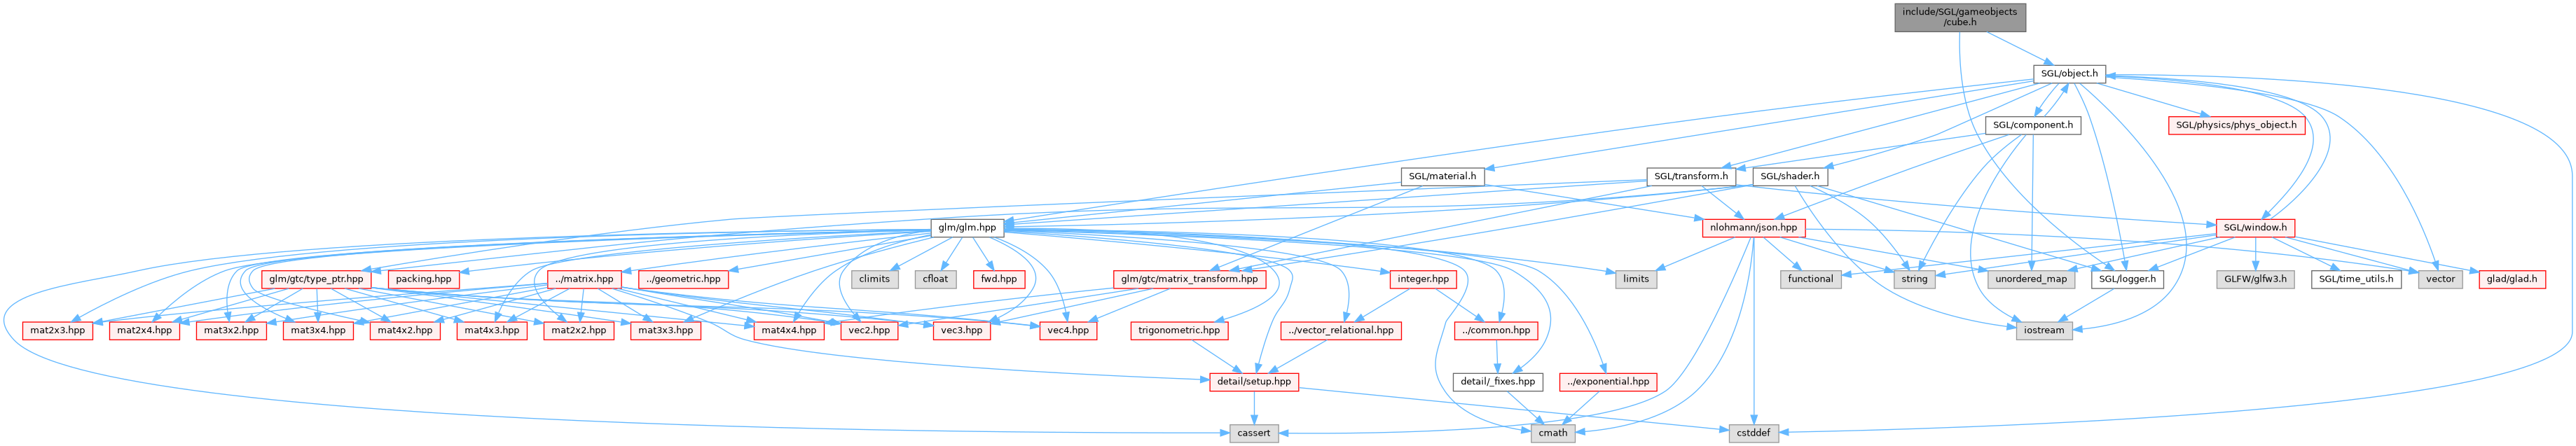 include/SGL/gameobjects
/cube.h
SGL/object.h
SGL/component.h
SGL/physics/phys_object.h
SGL/material.h
SGL/transform.h
SGL/shader.h
glm/glm.hpp
nlohmann/json.hpp
SGL/window.h
glm/gtc/type_ptr.hpp
packing.hpp
../matrix.hpp
../geometric.hpp
climits
cfloat
fwd.hpp
glm/gtc/matrix_transform.hpp
integer.hpp
limits
functional
string
unordered_map
SGL/logger.h
GLFW/glfw3.h
SGL/time_utils.h
vector
glad/glad.h
mat2x3.hpp
mat2x4.hpp
mat3x2.hpp
mat3x4.hpp
mat4x2.hpp
mat4x3.hpp
mat2x2.hpp
mat3x3.hpp
mat4x4.hpp
vec2.hpp
vec3.hpp
vec4.hpp
trigonometric.hpp
../vector_relational.hpp
../common.hpp
iostream
detail/setup.hpp
detail/_fixes.hpp
../exponential.hpp
cassert
cmath
cstddef